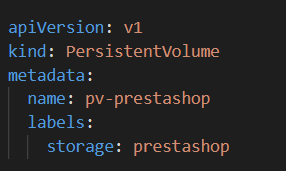 apiVersion: v1
kind: PersistentVolume
metadata:
  name: pv-prestashop
  labels:
    storage: prestashop